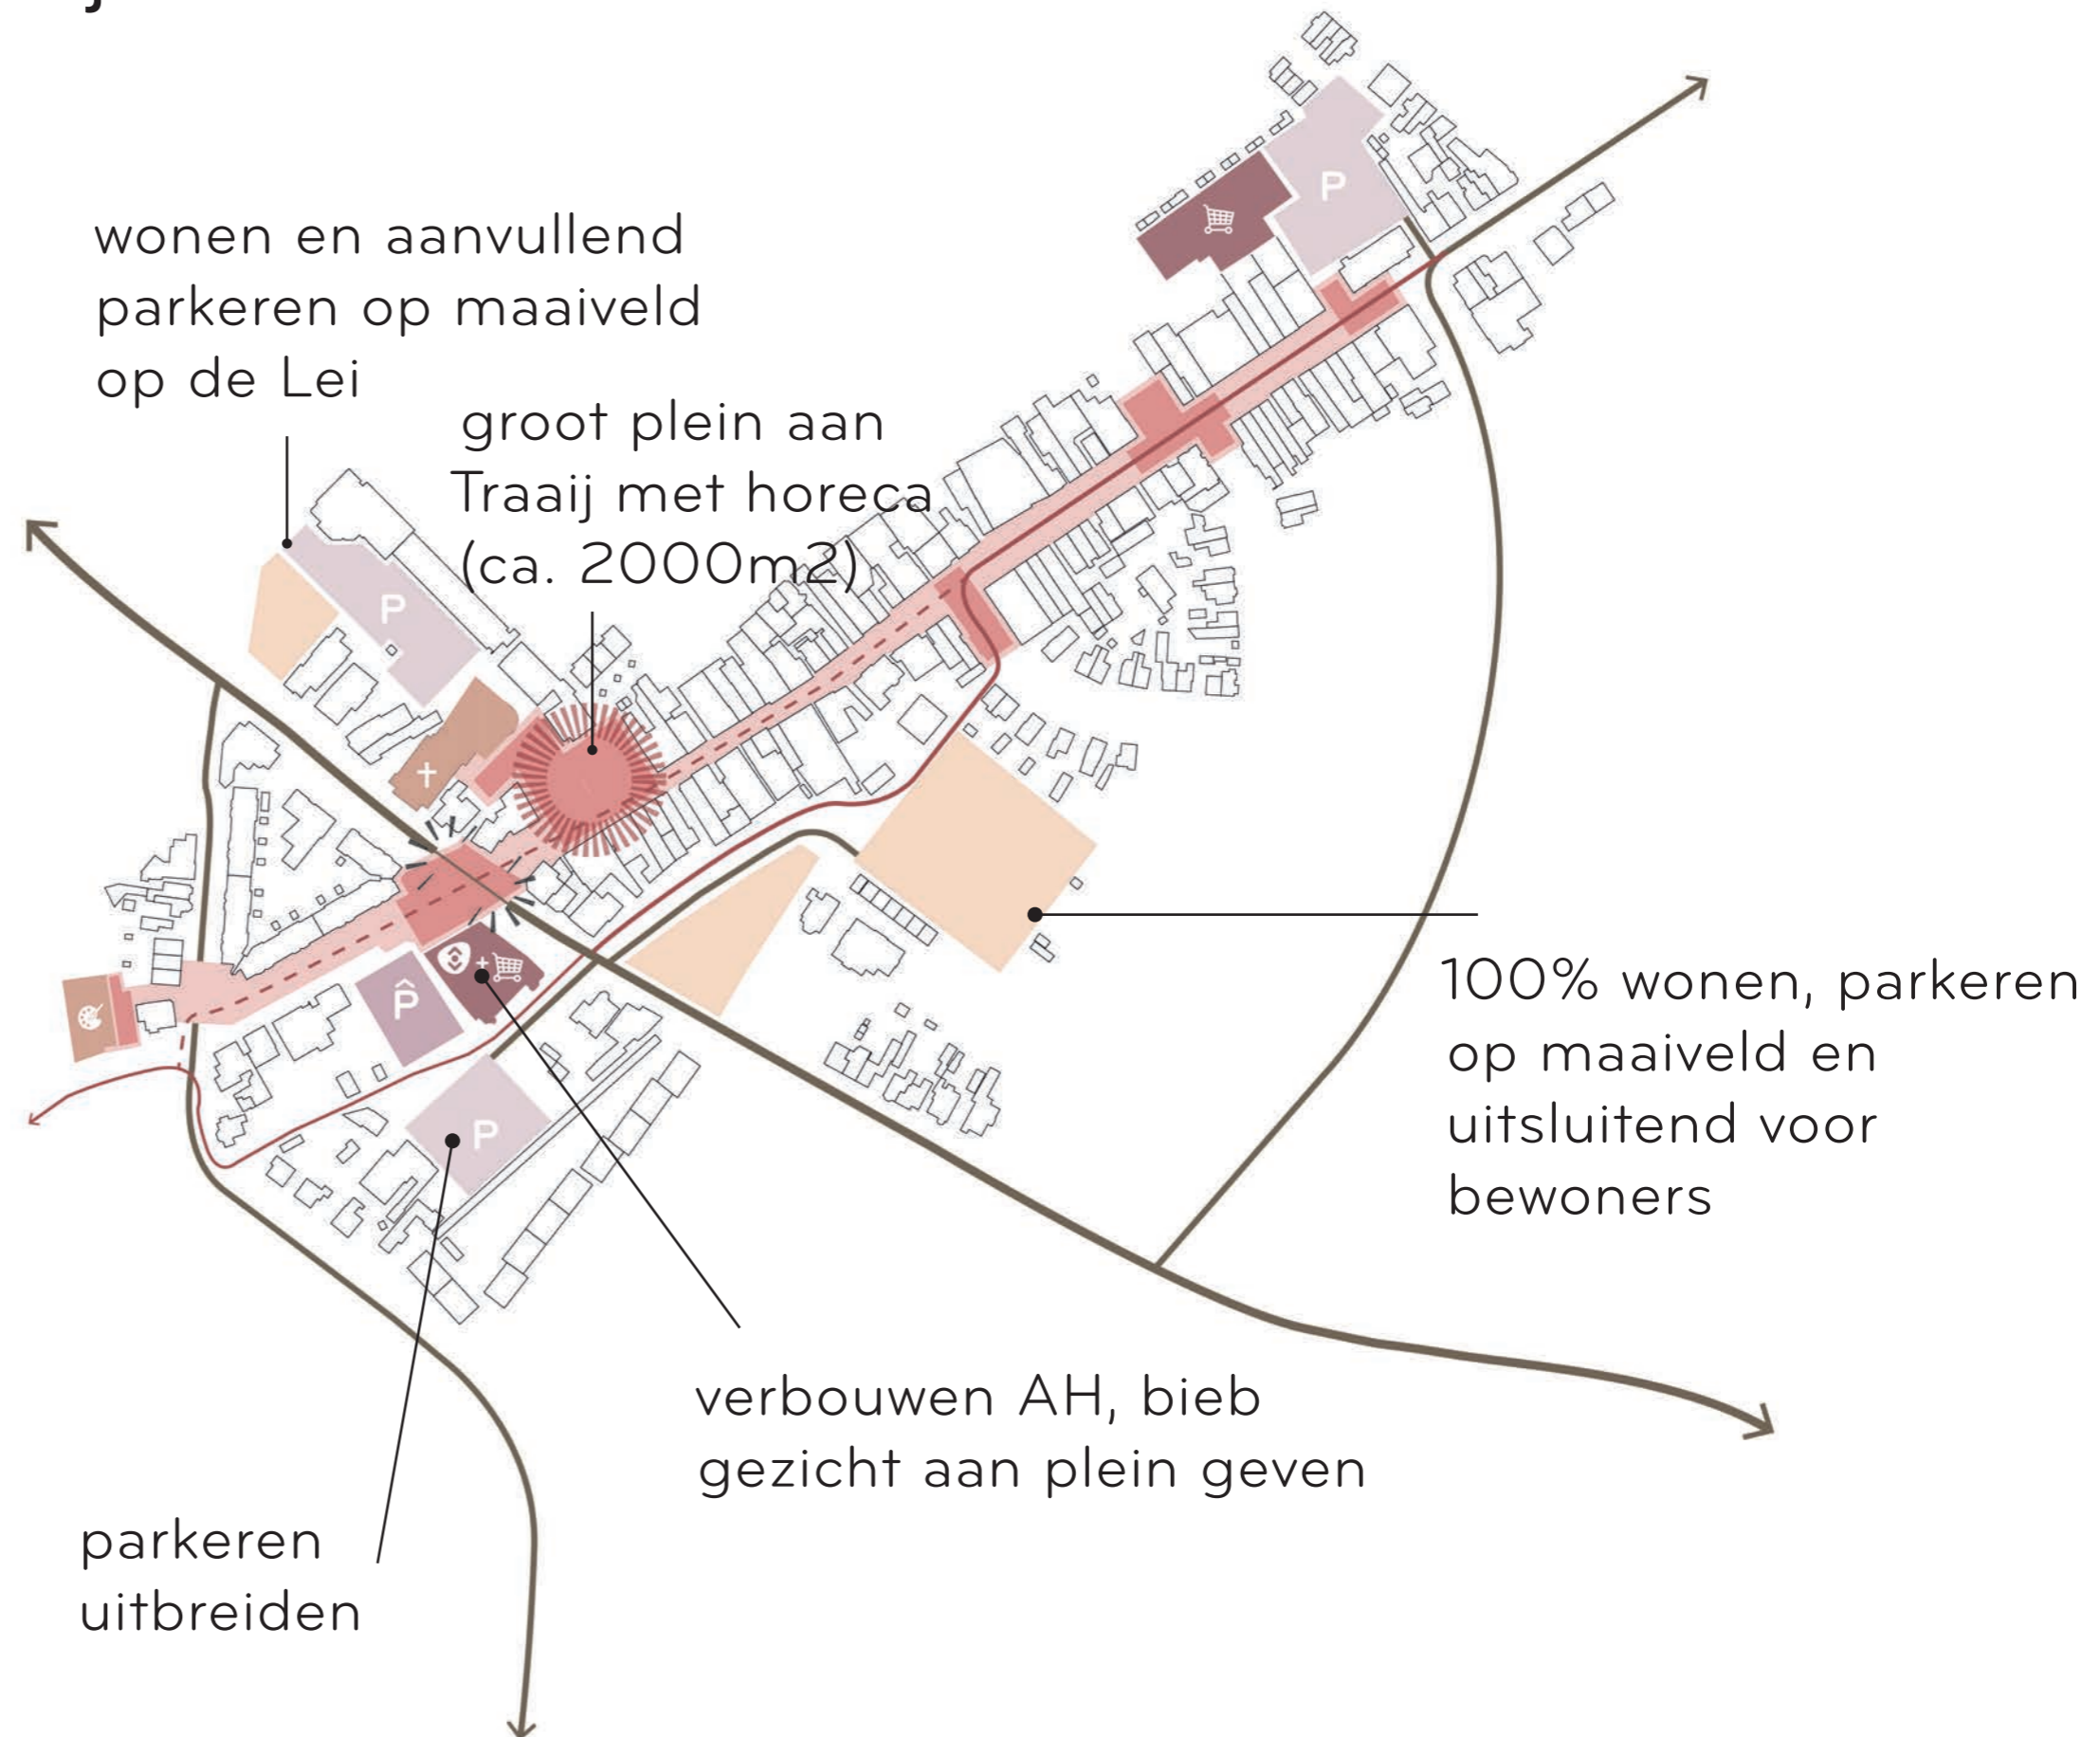 wonen en aanvullend
parkeren op maaiveld
op de Lei
groot plein aan
Traaij met horeca
(ca. 2000m2)
P
P
P
P
100% wonen, parkeren
op maaiveld en
uitsluitend voor
bewoners
verbouwen AH, bieb
gezicht aan plein geven
parkeren
uitbreiden